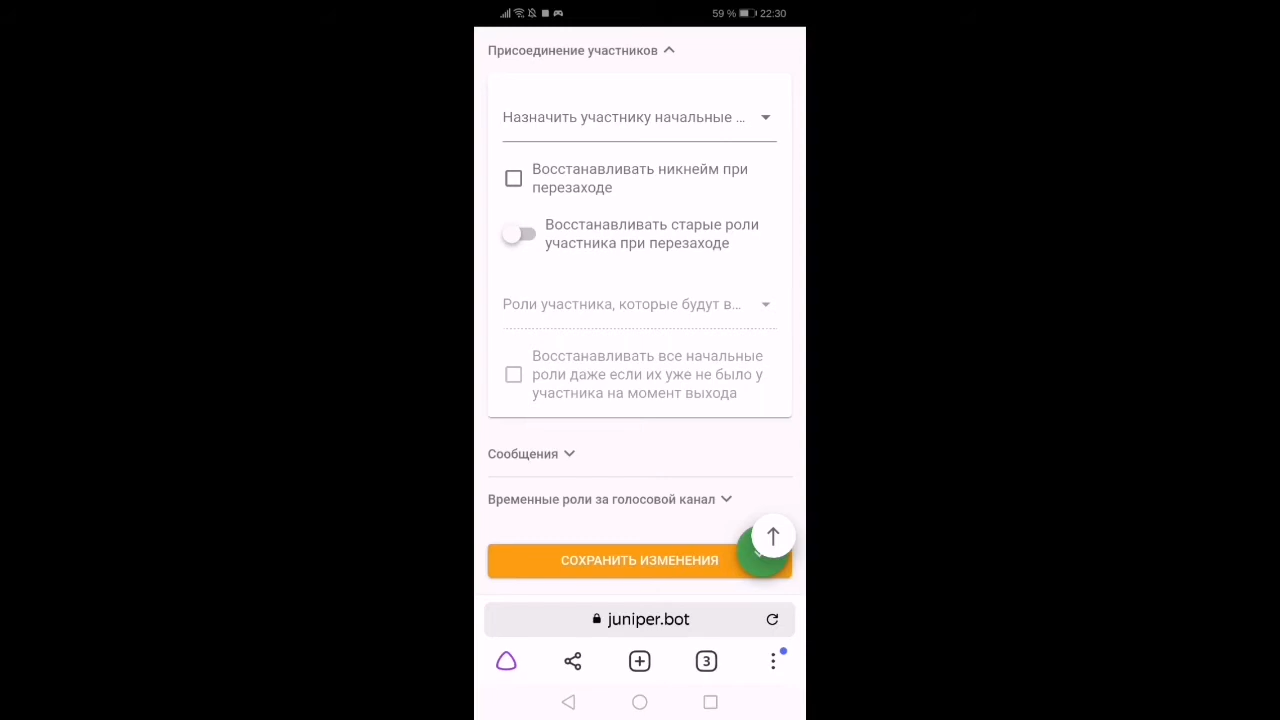 59 % 22:30
Присоединение участников
Назначить участнику начальные ...
Восстанавливать никнейм при
перезаходе
Восстанавливать старые роли
участника при перезаходе
Роли участника, которые будут в...
Восстанавливать все начальные
роли даже если их уже не было у
участника на момент выхода
Сообщения
Временные роли за голосовой канал
СОХРАНИТЬ ИЗМЕНЕНИЯ
juniper.bot
3